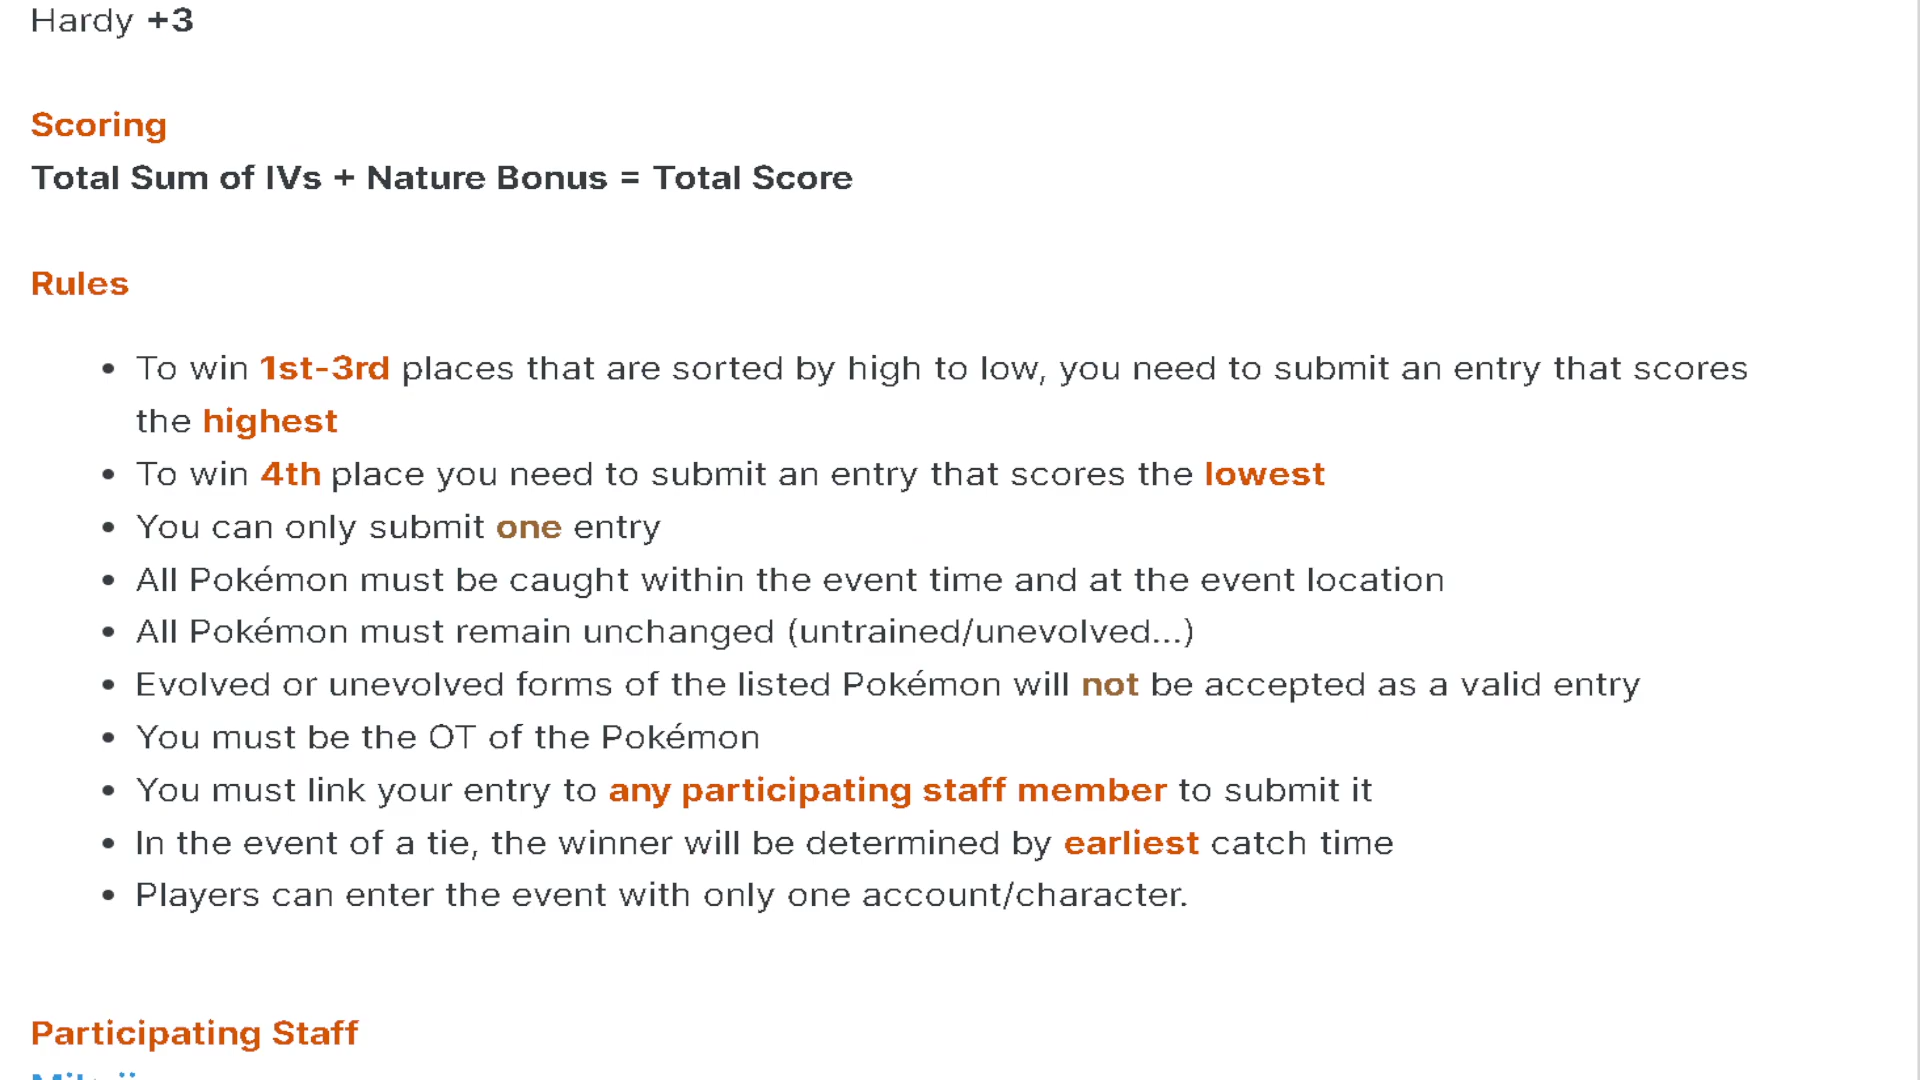 Hardy +3
Scoring
Total Sum of IVs + Nature Bonus = Total Score
Rules
• To win 1st-3rd places that are sorted by high to low, you need to submit an entry that scores
the highest
• To win 4th place you need to submit an entry that scores the lowest
• You can only submit one entry
• All Pokémon must be caught within the event time and at the event location
• All Pokémon must remain unchanged (untrained/unevolved...)
• Evolved or unevolved forms of the listed Pokémon will not be accepted as a valid entry
• You must be the OT of the Pokémon
• You must link your entry to any participating staff member to submit it
• In the event of a tie, the winner will be determined by earliest catch time
• Players can enter the event with only one account/character.
Participating Staff